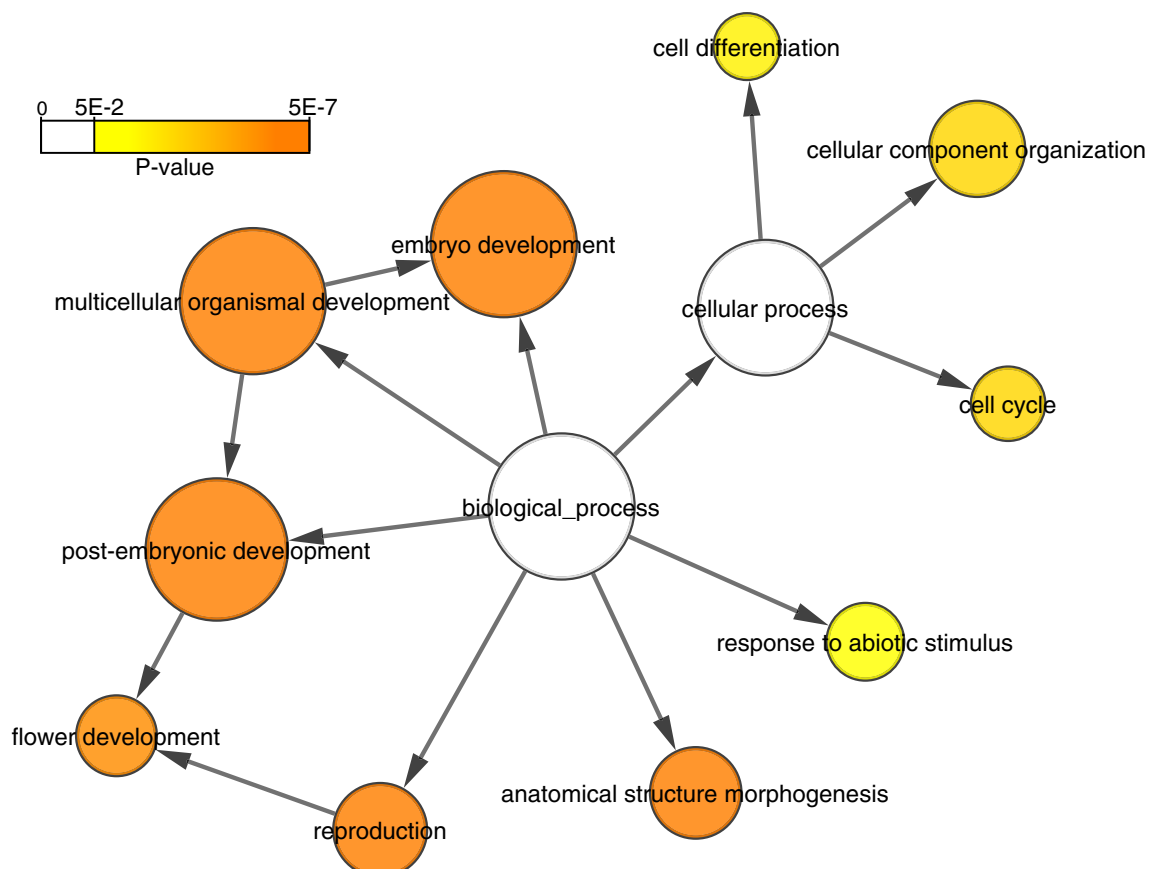 cell differentiation
0 5E-2 5E-7
P-value
cellular component organization
embryo development
multicellular organismal development
cellular process
cell cycle
biological_process
post-embryonic development
response to abiotic stimulus
flower development
anatomical structure morphogenesis
reproduction